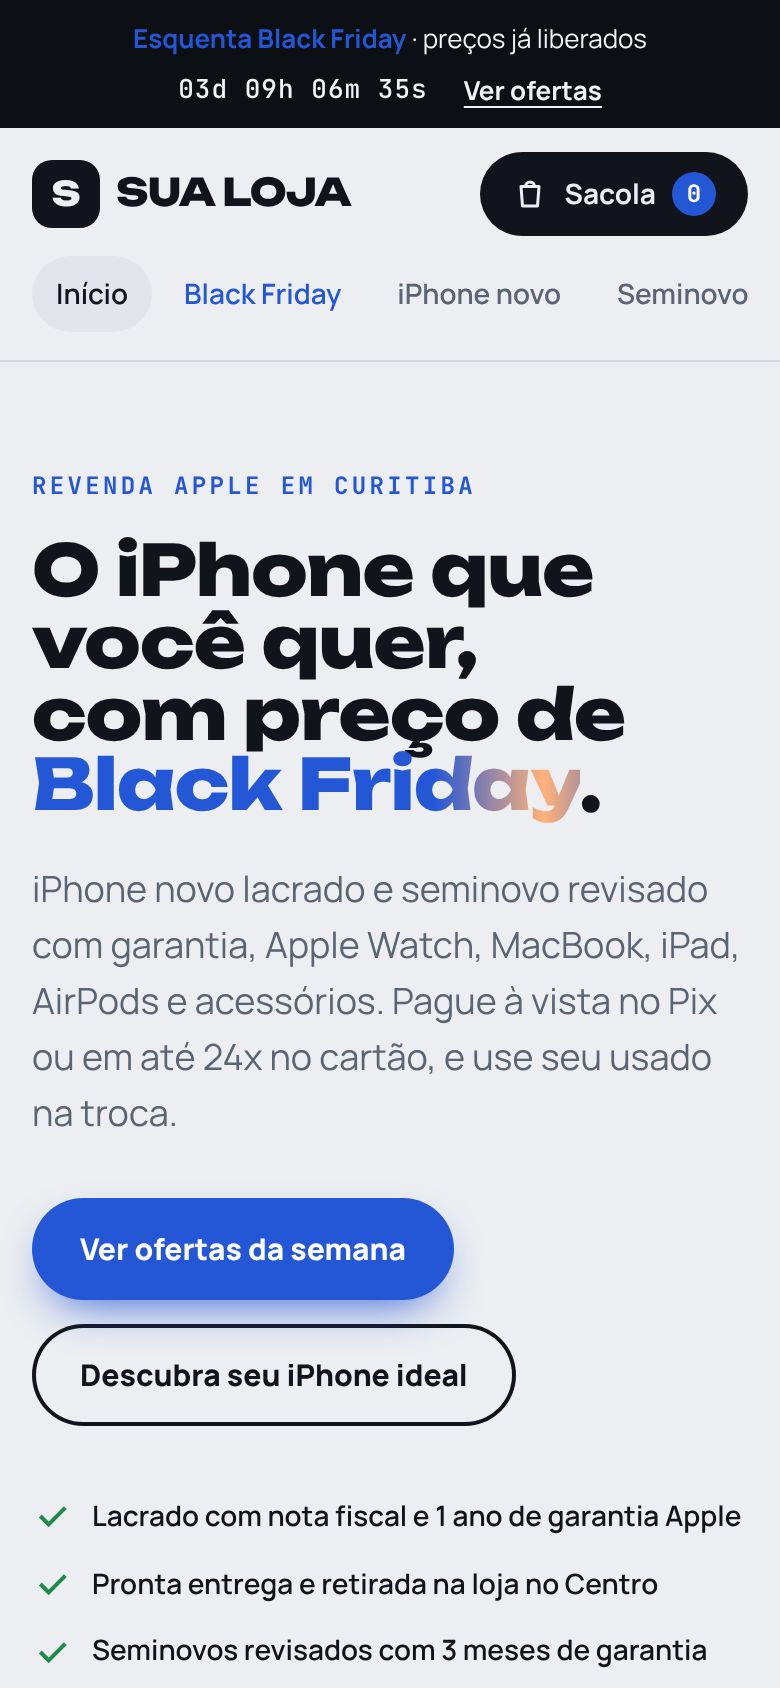 Esquenta Black Friday · preços já liberados
03d 09h 06m 35s Ver ofertas
S SUA LOJA Sacola 0
Início Black Friday iPhone novo Seminovo
REVENDA APPLE EM CURITIBA
O iPhone que
você quer,
com preço de
Black Friday.
iPhone novo lacrado e seminovo revisado
com garantia, Apple Watch, MacBook, iPad,
AirPods e acessórios. Pague à vista no Pix
ou em até 24x no cartão, e use seu usado
na troca.
Ver ofertas da semana
Descubra seu iPhone ideal
Lacrado com nota fiscal e 1 ano de garantia Apple
Pronta entrega e retirada na loja no Centro
Seminovos revisados com 3 meses de garantia